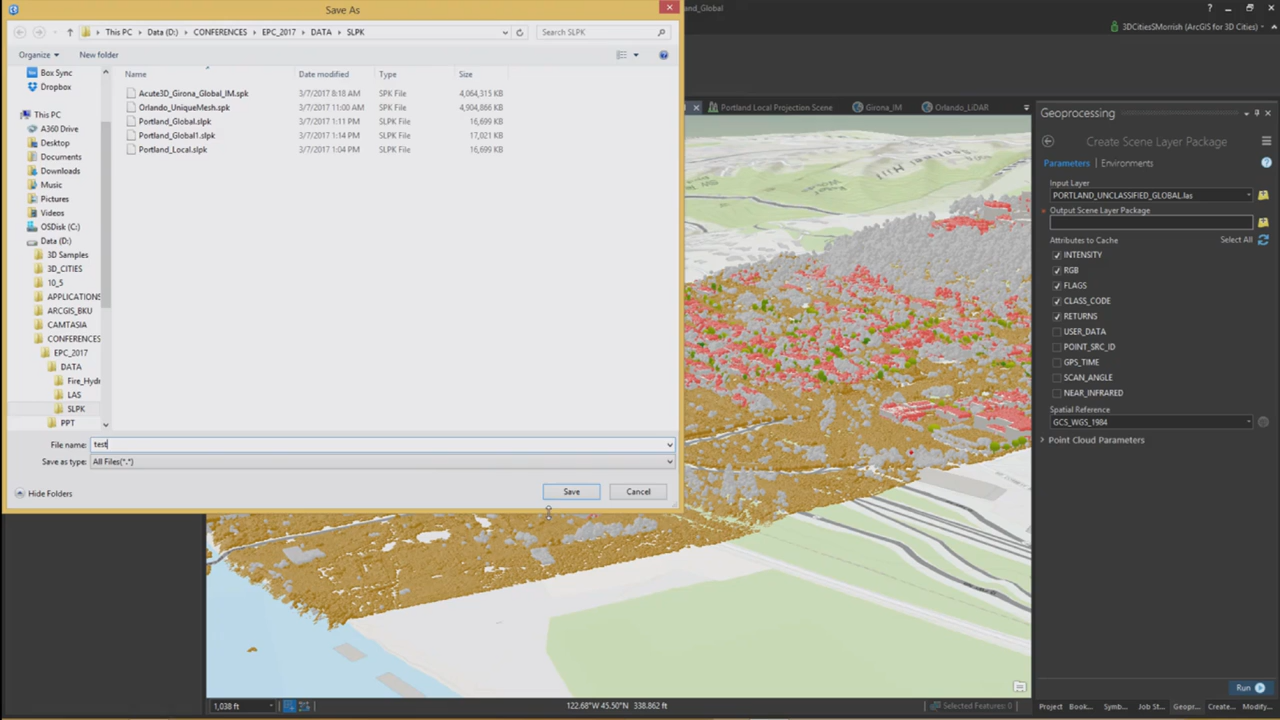 Save As
nd_Global
3DCitiesSMorrish (ArcGIS for 3D Cities)
This PC
Data (D:)
CONFERENCES
EPC_2017
DATA
SLPK
Search SLPK
Organize
New folder
Box Sync
Dropbox
This PC
A360 Drive
Desktop
Documents
Downloads
Music
Pictures
Videos
OSDisk (C:)
Data (D:)
3D Samples
3D_CITIES
10_5
APPLICATIONS
ARCGIS_BKU
CAMTASIA
CONFERENCES
EPC_2017
DATA
Fire_Hydr
LAS
SLPK
PPT
Name Date modified Type Size
Acute3D_Girona_Global_IM.spk 3/7/2017 8:18 AM SPK File 4,064,315 KB
Orlando_UniqueMesh.spk 3/7/2017 11:00 AM SPK File 4,904,866 KB
Portland_Global.slpk 3/7/2017 1:11 PM SLPK File 16,699 KB
Portland_Global1.slpk 3/7/2017 1:14 PM SLPK File 17,021 KB
Portland_Local.slpk 3/7/2017 1:04 PM SLPK File 16,699 KB
File name: test
Save as type: All Files(*.*)
Hide Folders
Save
Cancel
Portland Local Projection Scene
Girona_IM
Orlando_LiDAR
1,038 ft
122.68°W 45.50°N 338.862 ft
Selected Features: 0
Geoprocessing
Create Scene Layer Package
Parameters | Environments
Input Layer
PORTLAND_UNCLASSIFIED_GLOBAL.las
Output Scene Layer Package
Attributes to Cache Select All
INTENSITY
RGB
FLAGS
CLASS_CODE
RETURNS
USER_DATA
POINT_SRC_ID
GPS_TIME
SCAN_ANGLE
NEAR_INFRARED
Spatial Reference
GCS_WGS_1984
Point Cloud Parameters
Run
Project Book... Symb... Job St... Geopr... Create... Modify...